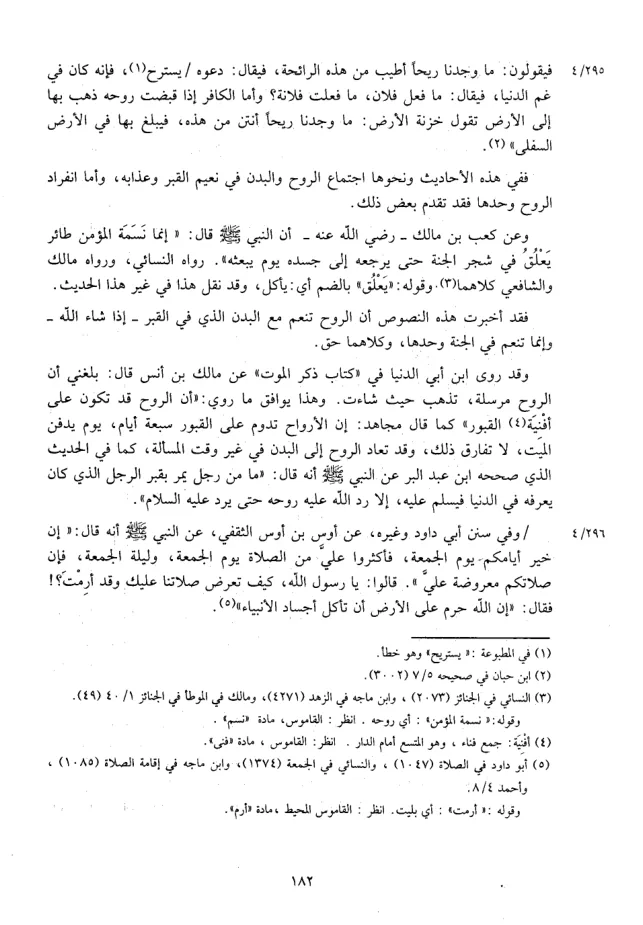 ٤/٢٩٥ فيقولون: ما وجدنا ريحاً أطيب من هذه الرائحة، فيقال: دعوه /يسترح(١)، فإنه كان في
غم الدنيا، فيقال: ما فعل فلان، ما فعلت فلانة؟ وأما الكافر إذا قبضت روحه ذهب بها
إلى الأرض تقول خزنة الأرض: ما وجدنا ريحاً أنتن من هذه، فيبلغ بها في الأرض
السفلى» (٢).
ففي هذه الأحاديث ونحوها اجتماع الروح والبدن في نعيم القبر وعذابه، وأما انفراد
الروح وحدها فقد تقدم بعض ذلك.
وعن كعب بن مالك ـ رضي الله عنه ـ أن النبي ﷺ قال: «إنما نَسَمَة المؤمن طائر
يَعْلُقُ في شجر الجنة حتى يرجعه إلى جسده يوم يبعثه». رواه النسائي، ورواه مالك
والشافعي كلاهما(٣). وقوله: «يَعْلُق» بالضم أي: يأكل، وقد نقل هذا في غير هذا الحديث.
فقد أخبرت هذه النصوص أن الروح تنعم مع البدن الذي في القبر ـ إذا شاء الله ـ
وإنما تنعم في الجنة وحدها، وكلاهما حق.
وقد روى ابن أبي الدنيا في «كتاب ذكر الموت» عن مالك بن أنس قال: بلغني أن
الروح مرسلة، تذهب حيث شاءت. وهذا يوافق ما روي: «أن الروح قد تكون على
أفْنِيَة(٤) القبور» كما قال مجاهد: إن الأرواح تدوم على القبور سبعة أيام، يوم يدفن
الميت، لا تفارق ذلك، وقد تعاد الروح إلى البدن في غير وقت المسألة، كما في الحديث
الذي صححه ابن عبد البر عن النبي ﷺ أنه قال: «ما من رجل يمر بقبر الرجل الذي كان
يعرفه في الدنيا فيسلم عليه، إلا رد الله عليه روحه حتى يرد عليه السلام».
٤/٢٩٦ /وفي سنن أبي داود وغيره، عن أوس بن أوس الثقفي، عن النبي ﷺ أنه قال: «إن
خير أيامكم يوم الجمعة، فأكثروا عليَّ من الصلاة يوم الجمعة، وليلة الجمعة، فإن
صلاتكم معروضة عليَّ». قالوا: يا رسول الله، كيف تعرض صلاتنا عليك وقد أرِمْتَ؟!
فقال: «إن الله حرم على الأرض أن تأكل أجساد الأنبياء»(٥).
(١) في المطبوعة: «يستريح» وهو خطأ.
(٢) ابن حبان في صحيحه ٧/٥ (٣٠٠٢).
(٣) النسائي في الجنائز (٢٠٧٣) ، وابن ماجه في الزهد (٤٢٧١)، ومالك في الموطأ في الجنائز ١/ ٤٠ (٤٩).
وقوله: «نسمة المؤمن» : أي روحه . انظر : القاموس، مادة «نسم» .
(٤) أفْنِيَة: جمع فناء ، وهو المتسع أمام الدار . انظر: القاموس ، مادة «فنى».
(٥) أبو داود في الصلاة (١٠٤٧) ، والنسائي في الجمعة (١٣٧٤)، وابن ماجه في إقامة الصلاة (١٠٨٥) ،
وأحمد ٨/٤.
وقوله : «أرمت» : أي بليت. انظر : القاموس المحيط ،مادة «أرم».
١٨٢